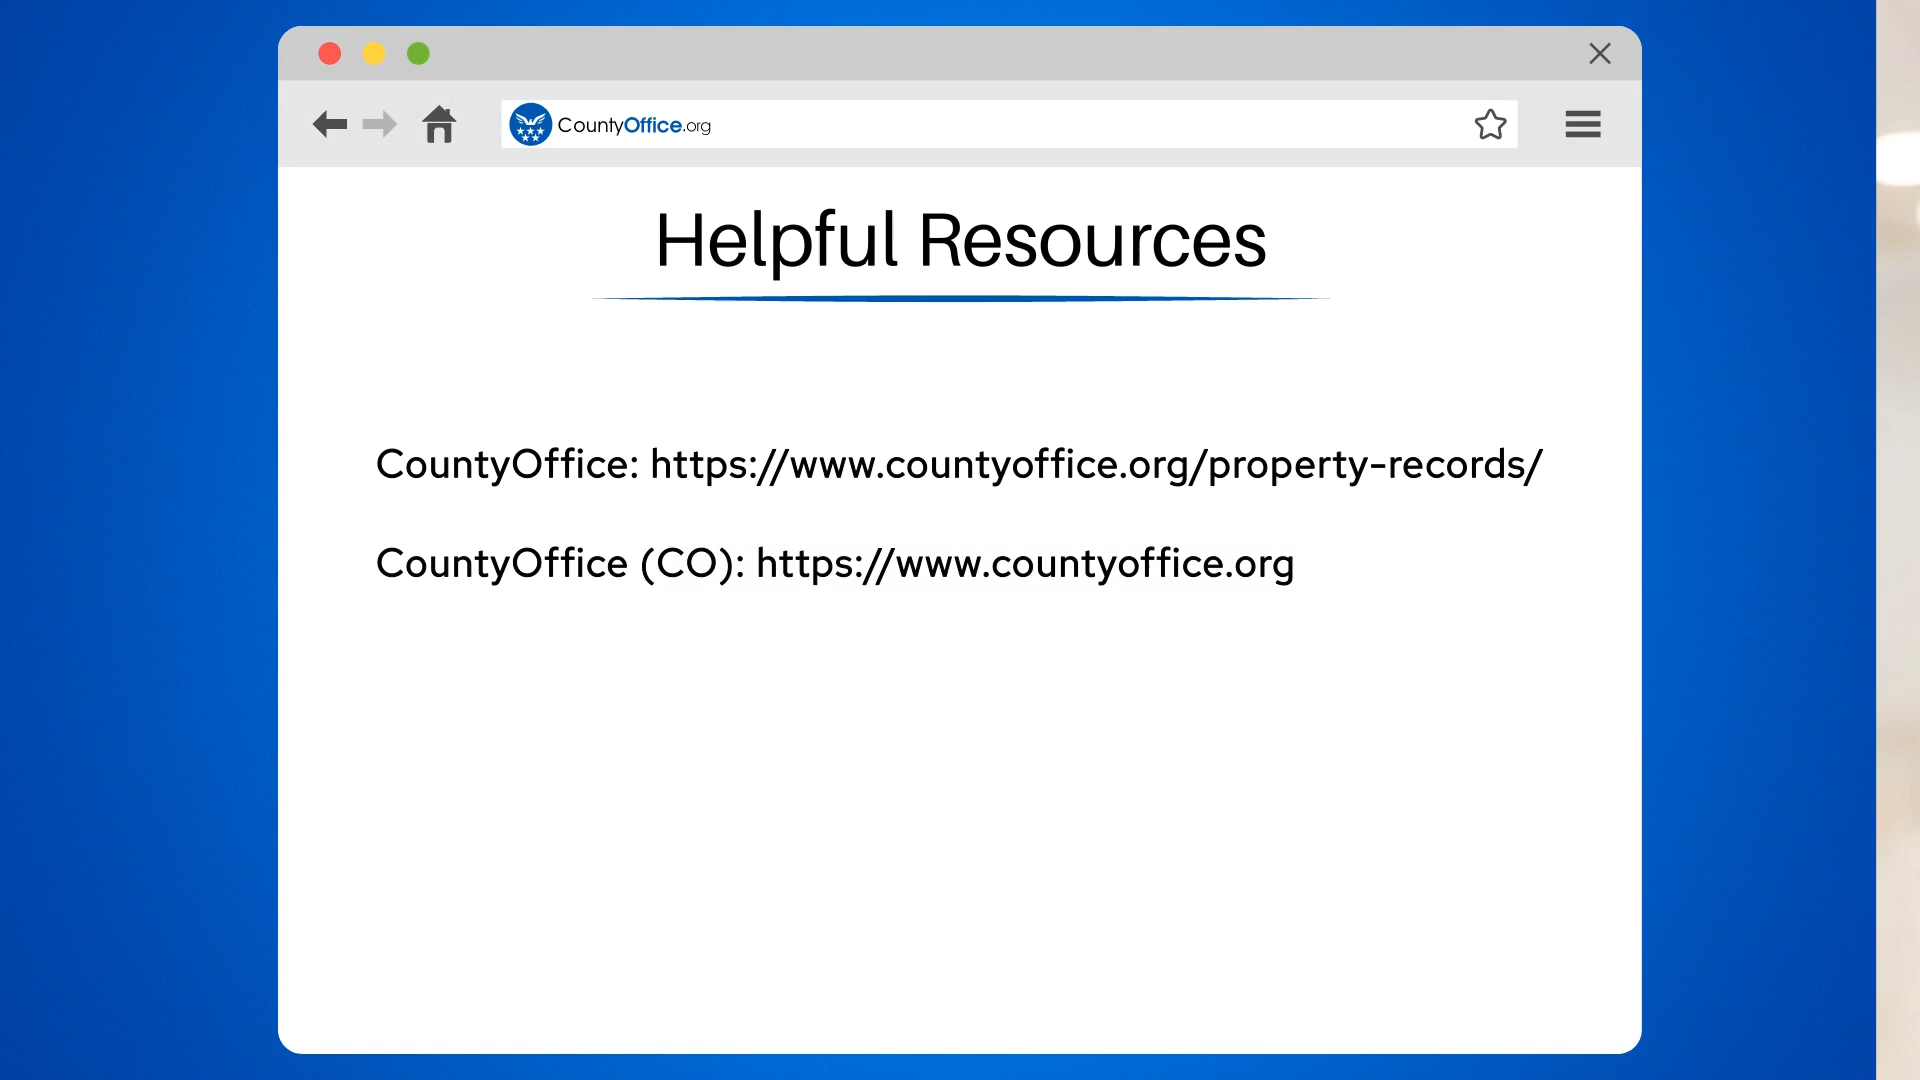 CountyOffice.org
Helpful Resources
CountyOffice: https://www.countyoffice.org/property-records/
CountyOffice (CO): https://www.countyoffice.org